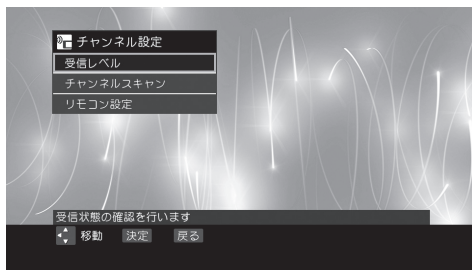 チャンネル設定
受信レベル
チャンネルスキャン
リモコン設定
受信状態の確認を行います
移動 決定 戻る